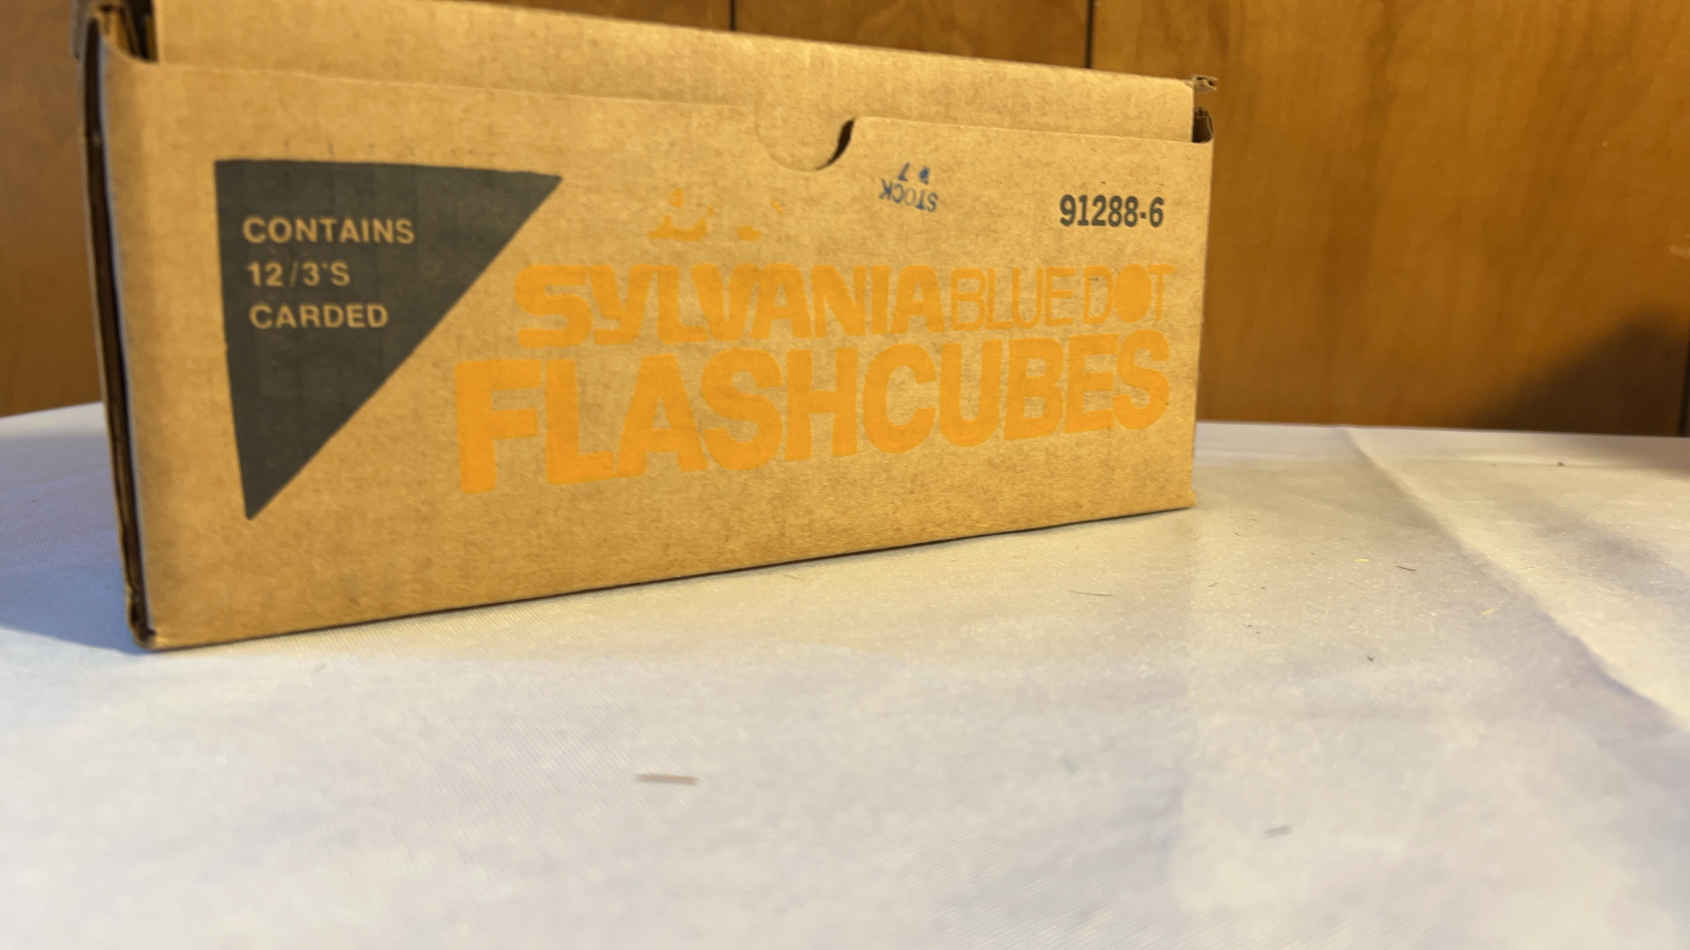 CONTAINS
12/3'S
CARDED
STOCK
91288-6
SYLVANIA BLUE DOT
FLASHCUBES